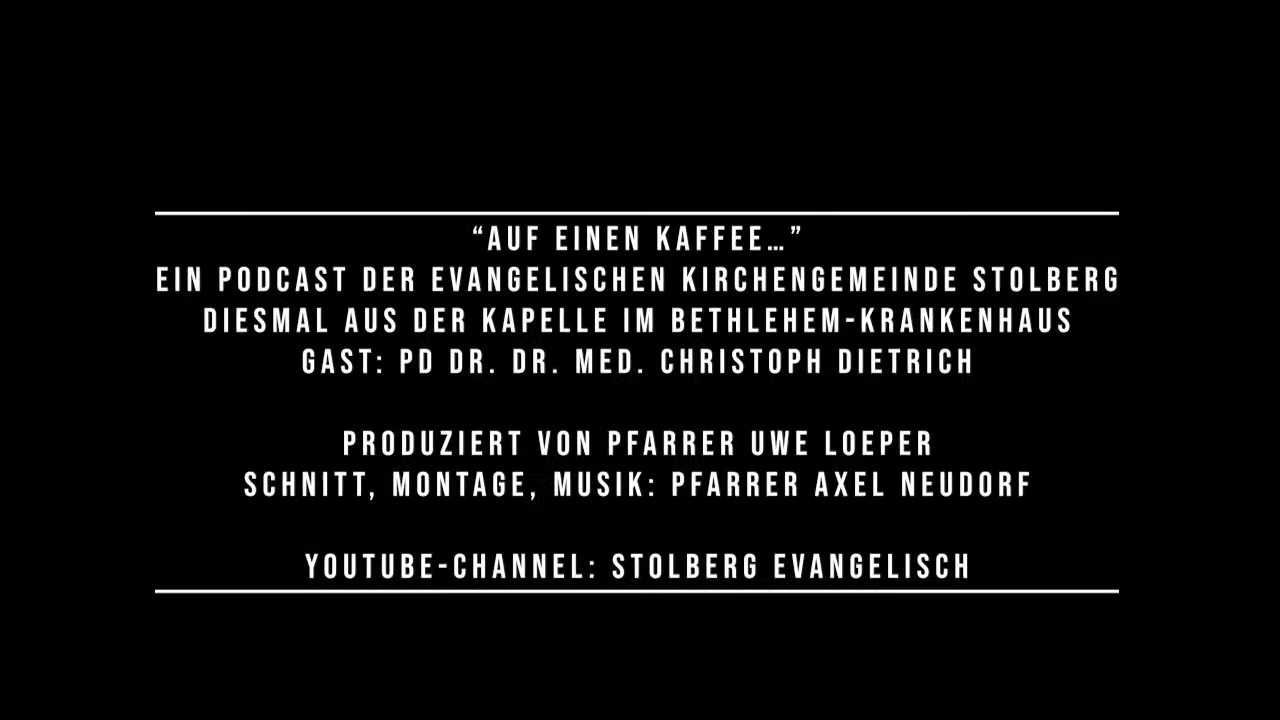 “AUF EINEN KAFFEE…”
EIN PODCAST DER EVANGELISCHEN KIRCHENGEMEINDE STOLBERG
DIESMAL AUS DER KAPELLE IM BETHLEHEM-KRANKENHAUS
GAST: PD DR. DR. MED. CHRISTOPH DIETRICH
PRODUZIERT VON PFARRER UWE LOEPER
SCHNITT, MONTAGE, MUSIK: PFARRER AXEL NEUDORF
YOUTUBE-CHANNEL: STOLBERG EVANGELISCH